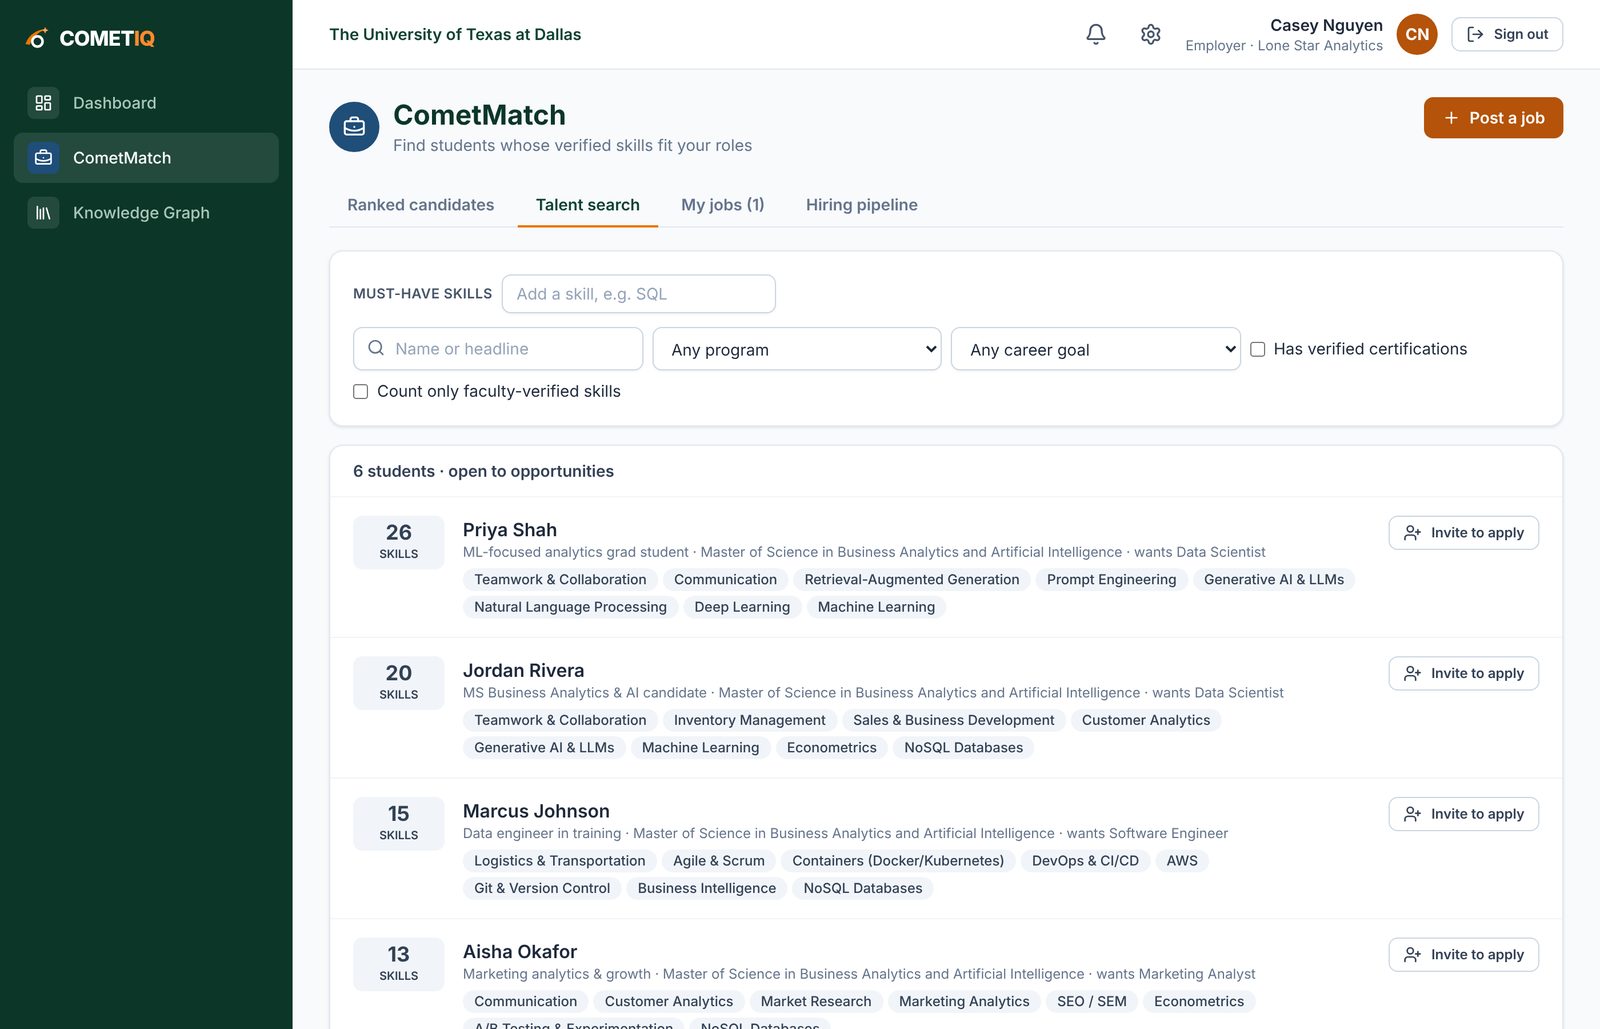 COMETIQ
Dashboard
CometMatch
Knowledge Graph
The University of Texas at Dallas
Casey Nguyen
Employer · Lone Star Analytics
CN
Sign out
CometMatch
Find students whose verified skills fit your roles
Post a job
Ranked candidates
Talent search
My jobs (1)
Hiring pipeline
MUST-HAVE SKILLS
Add a skill, e.g. SQL
Name or headline
Any program
Any career goal
Has verified certifications
Count only faculty-verified skills
6 students · open to opportunities
26
SKILLS
Priya Shah
ML-focused analytics grad student · Master of Science in Business Analytics and Artificial Intelligence · wants Data Scientist
Teamwork & Collaboration Communication Retrieval-Augmented Generation Prompt Engineering Generative AI & LLMs
Natural Language Processing Deep Learning Machine Learning
Invite to apply
20
SKILLS
Jordan Rivera
MS Business Analytics & AI candidate · Master of Science in Business Analytics and Artificial Intelligence · wants Data Scientist
Teamwork & Collaboration Inventory Management Sales & Business Development Customer Analytics
Generative AI & LLMs Machine Learning Econometrics NoSQL Databases
Invite to apply
15
SKILLS
Marcus Johnson
Data engineer in training · Master of Science in Business Analytics and Artificial Intelligence · wants Software Engineer
Logistics & Transportation Agile & Scrum Containers (Docker/Kubernetes) DevOps & CI/CD AWS
Git & Version Control Business Intelligence NoSQL Databases
Invite to apply
13
SKILLS
Aisha Okafor
Marketing analytics & growth · Master of Science in Business Analytics and Artificial Intelligence · wants Marketing Analyst
Communication Customer Analytics Market Research Marketing Analytics SEO / SEM Econometrics
A/B Testing & Experimentation NoSQL Databases
Invite to apply